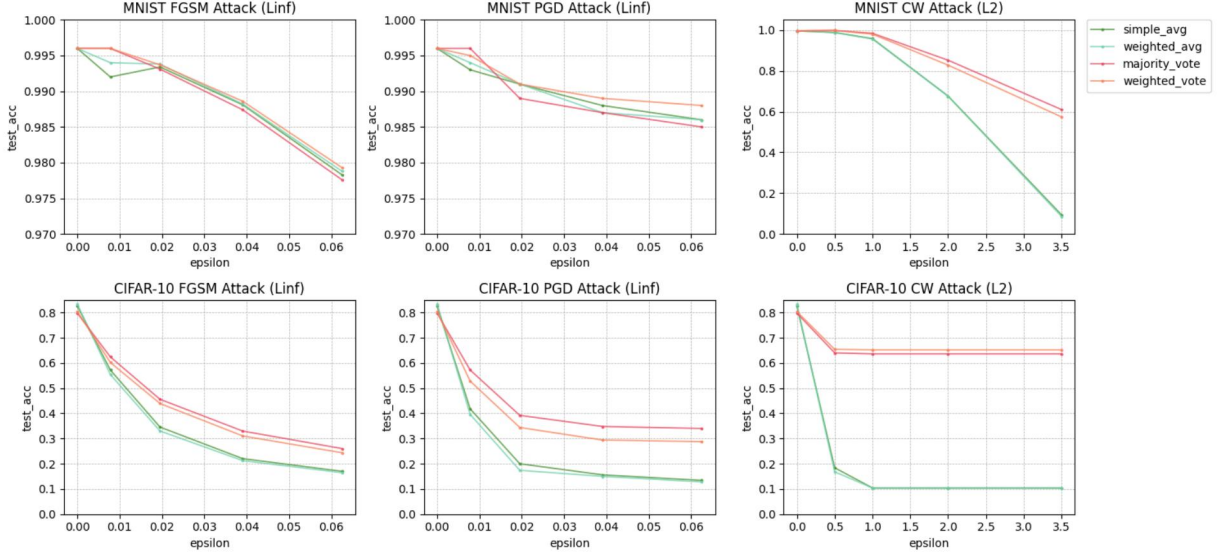 MNIST FGSM Attack (Linf)
1.000
0.995
0.990
0.985
0.980
0.975
0.970
test_acc
0.00 0.01 0.02 0.03 0.04 0.05 0.06
epsilon
MNIST PGD Attack (Linf)
1.000
0.995
0.990
0.985
0.980
0.975
0.970
test_acc
0.00 0.01 0.02 0.03 0.04 0.05 0.06
epsilon
MNIST CW Attack (L2)
1.0
0.8
0.6
0.4
0.2
0.0
test_acc
0.0 0.5 1.0 1.5 2.0 2.5 3.0 3.5
epsilon
simple_avg
weighted_avg
majority_vote
weighted_vote
CIFAR-10 FGSM Attack (Linf)
0.8
0.7
0.6
0.5
0.4
0.3
0.2
0.1
0.0
test_acc
0.00 0.01 0.02 0.03 0.04 0.05 0.06
epsilon
CIFAR-10 PGD Attack (Linf)
0.8
0.7
0.6
0.5
0.4
0.3
0.2
0.1
0.0
test_acc
0.00 0.01 0.02 0.03 0.04 0.05 0.06
epsilon
CIFAR-10 CW Attack (L2)
0.8
0.7
0.6
0.5
0.4
0.3
0.2
0.1
0.0
test_acc
0.0 0.5 1.0 1.5 2.0 2.5 3.0 3.5
epsilon